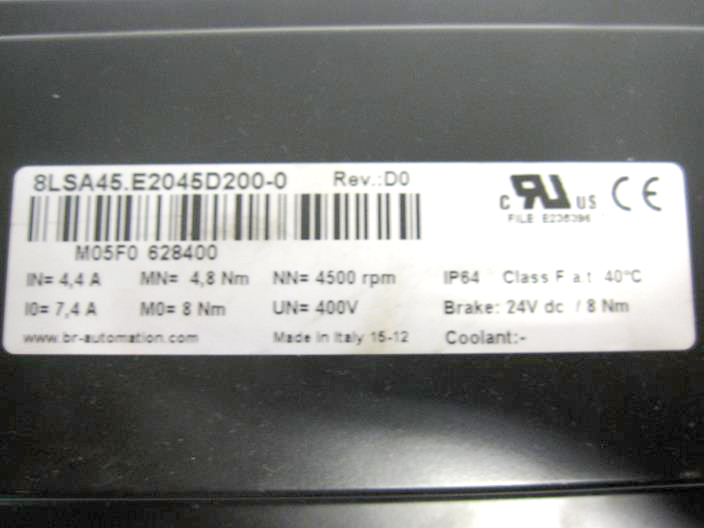 8LSA45.E2045D200-0 Rev.:D0
C RU US CE
FILE E235396
M05F0 628400
IN= 4,4 A MN= 4,8 Nm NN= 4500 rpm IP64 Class F a.t 40°C
I0= 7,4 A M0= 8 Nm UN= 400V Brake: 24V dc / 8 Nm
www.br-automation.com Made in Italy 15-12 Coolant:-